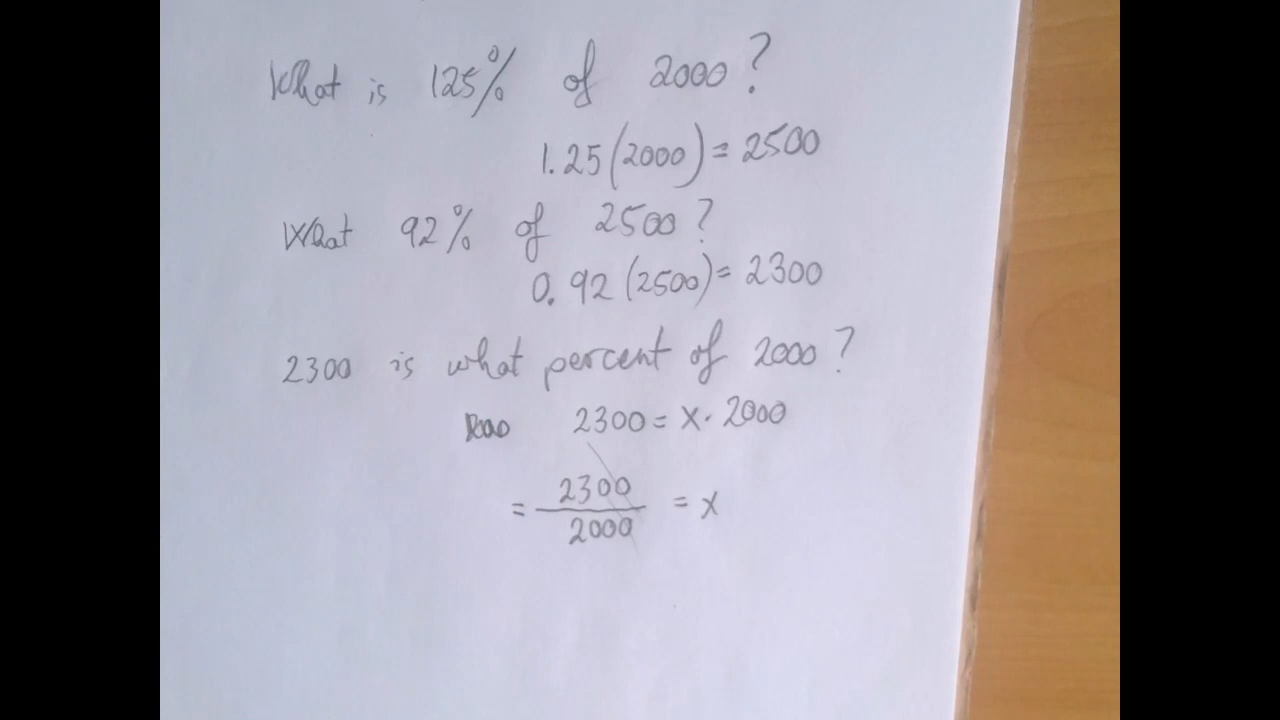 What is 125% of 2000?
1.25(2000) = 2500
What 92% of 2500?
0.92(2500) = 2300
2300 is what percent of 2000?
2300 = x · 2000
= 2300/2000 = x